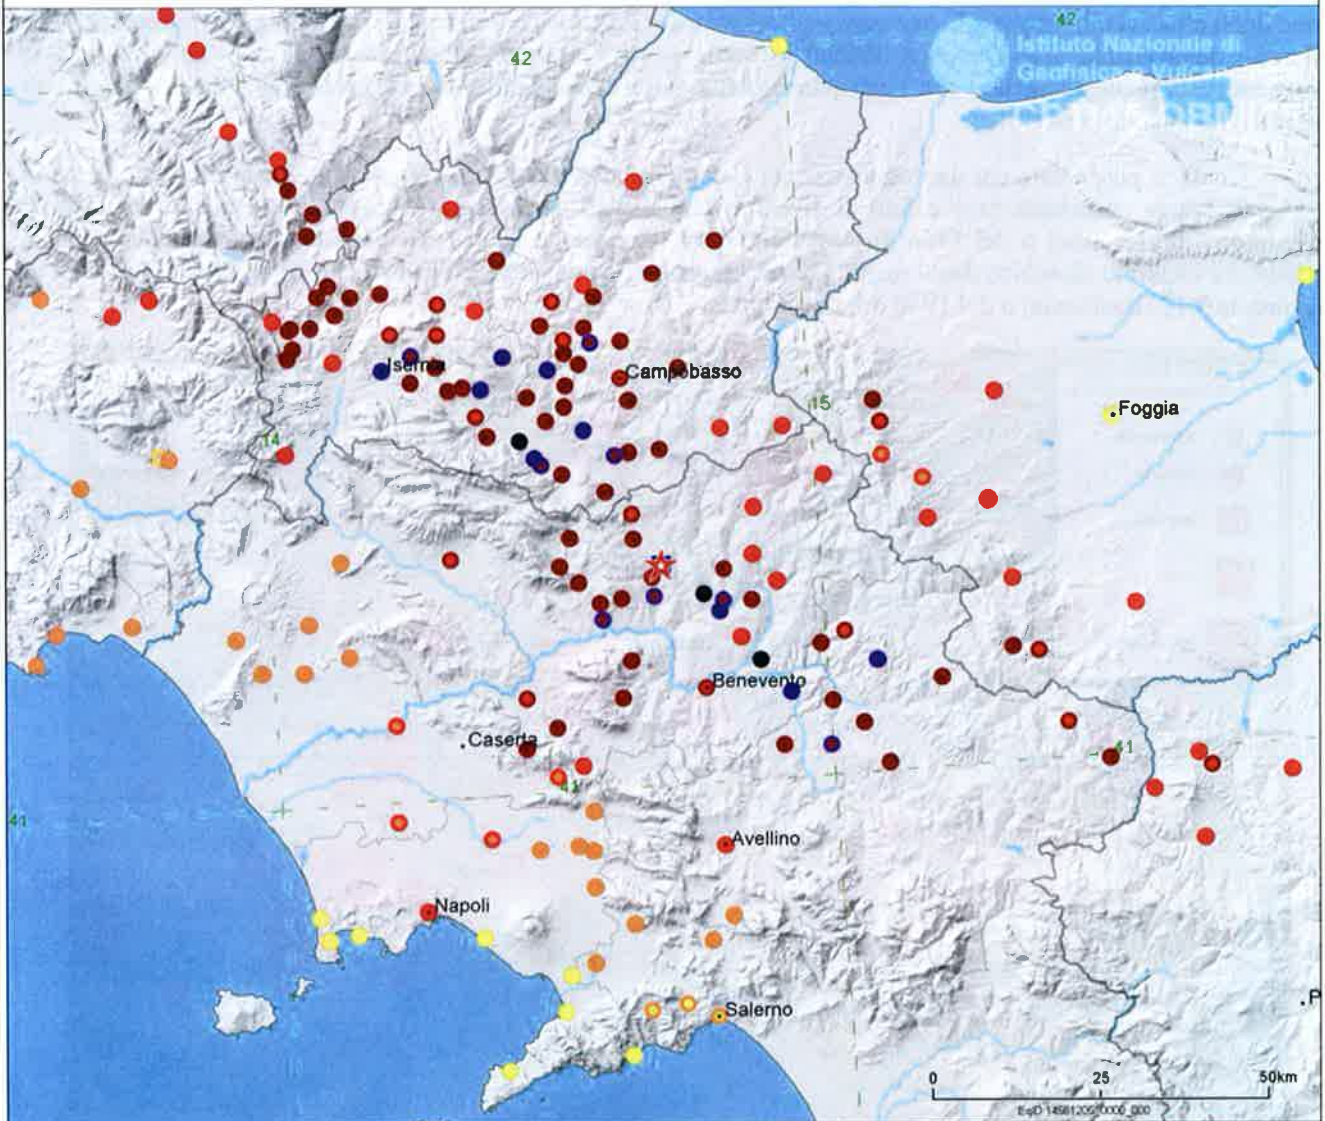 42
42
Istituto Nazionale di
Geofisica e
Isernia
Campobasso
15
Foggia
14
Benevento
Caserta
41
41
41
Avellino
Napoli
Salerno
P
0 25 50km